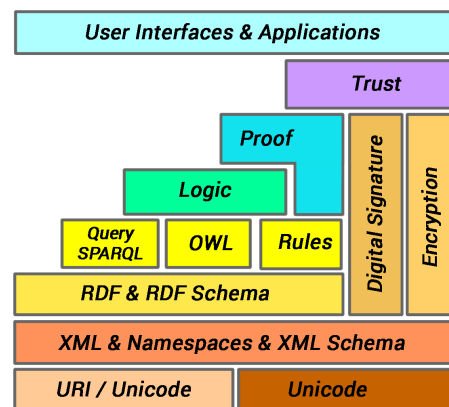 User Interfaces & Applications
Trust
Proof
Logic
Digital Signature
Encryption
Query
SPARQL
OWL
Rules
RDF & RDF Schema
XML & Namespaces & XML Schema
URI / Unicode
Unicode